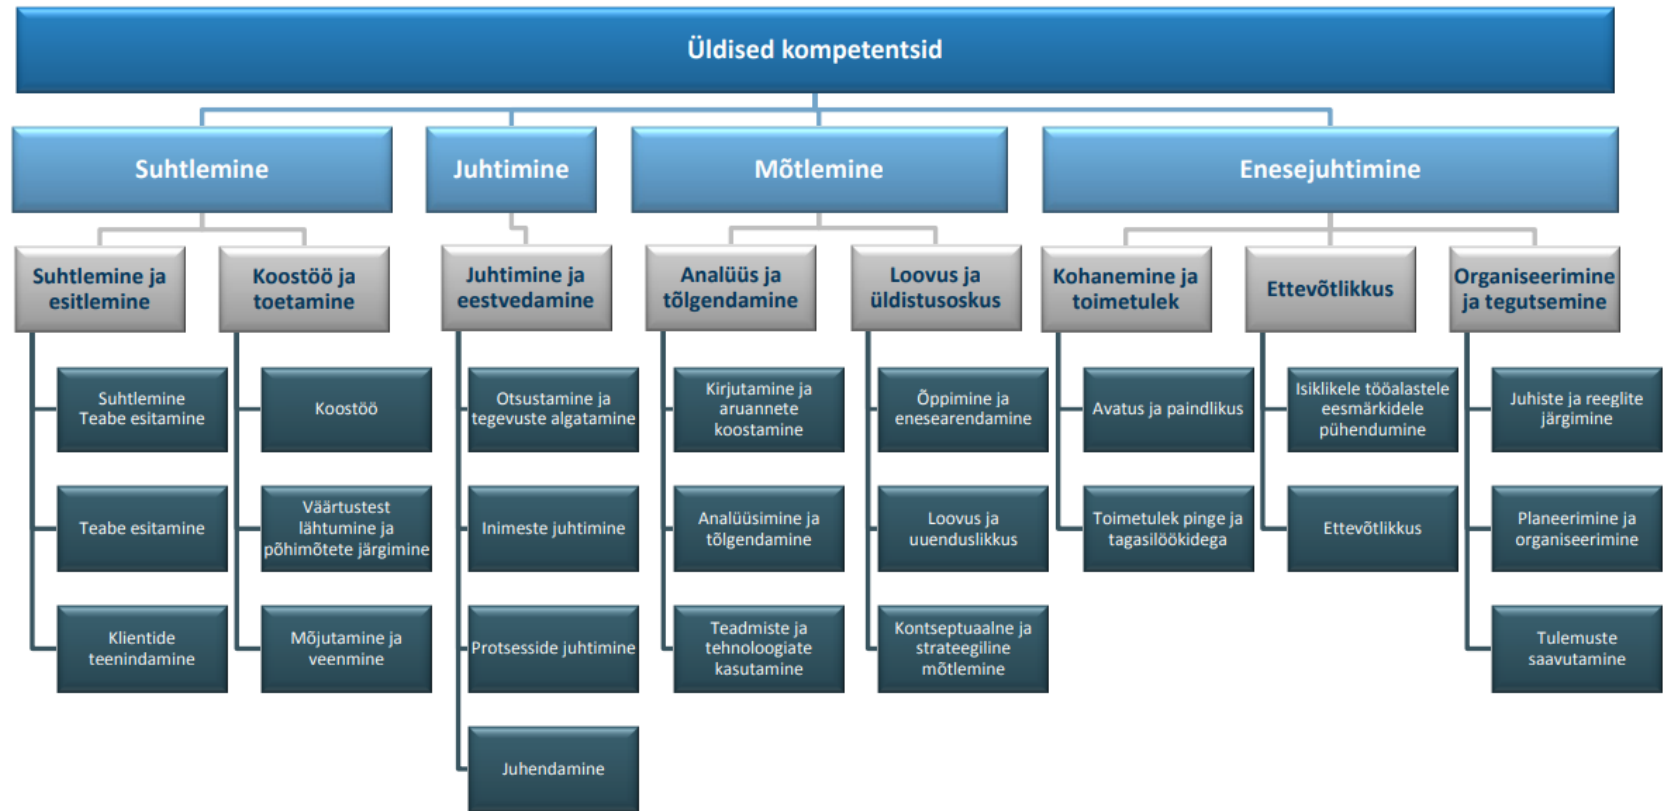 Üldised kompetentsid
Suhtlemine
Juhtimine
Mõtlemine
Enesejuhtimine
Suhtlemine ja
esitlemine
Koostöö ja
toetamine
Juhtimine ja
eestvedamine
Analüüs ja
tõlgendamine
Loovus ja
üldistusoskus
Kohanemine ja
toimetulek
Ettevõtlikkus
Organiseerimine
ja tegutsemine
Suhtlemine
Teabe esitamine
Koostöö
Otsustamine ja
tegevuste algatamine
Kirjutamine ja
aruannete
koostamine
Õppimine ja
enesearendamine
Avatus ja paindlikus
Isiklikele tööalastele
eesmärkidele
pühendumine
Juhiste ja reeglite
järgimine
Teabe esitamine
Väärtustest
lähtumine ja
põhimõtete järgimine
Inimeste juhtimine
Analüüsimine ja
tõlgendamine
Loovus ja
uuenduslikkus
Toimetulek pinge ja
tagasilöökidega
Ettevõtlikkus
Planeerimine ja
organiseerimine
Klientide
teenindamine
Mõjutamine ja
veenmine
Protsesside juhtimine
Teadmiste ja
tehnoloogiate
kasutamine
Kontseptuaalne ja
strateegiline
mõtlemine
Tulemuste
saavutamine
Juhendamine